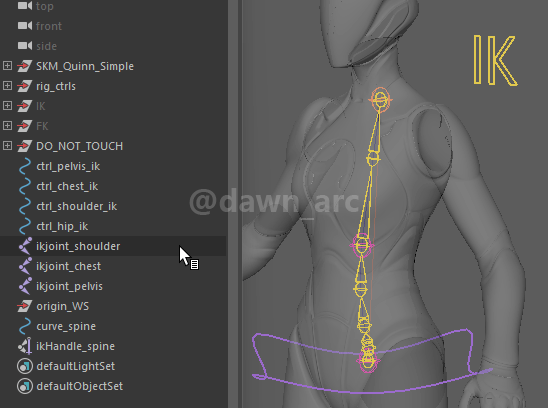 top
front
side
SKM_Quinn_Simple
rig_ctrls
IK
FK
DO_NOT_TOUCH
ctrl_pelvis_ik
ctrl_chest_ik
ctrl_shoulder_ik
ctrl_hip_ik
ikjoint_shoulder
ikjoint_chest
ikjoint_pelvis
origin_WS
curve_spine
ikHandle_spine
defaultLightSet
defaultObjectSet
IK
@dawn_arc